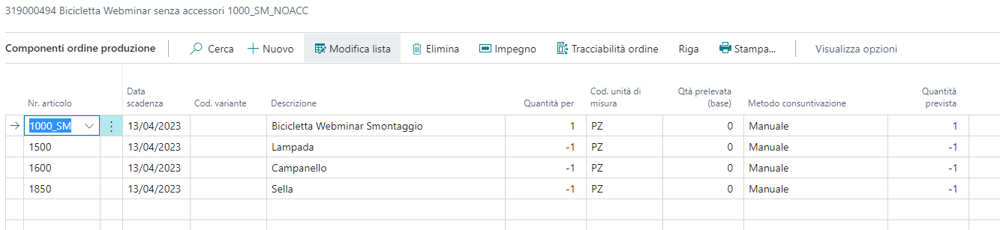 319000494 Bicicletta Webminar senza accessori 1000_SM_NOACC
Componenti ordine produzione Cerca Nuovo Modifica lista Elimina Impegno Tracciabilità ordine Riga Stampa... Visualizza opzioni
Nr. articolo Data scadenza Cod. variante Descrizione Quantità per Cod. unità di misura Qtà prelevata (base) Metodo consuntivazione Quantità prevista
1000_SM 13/04/2023 Bicicletta Webminar Smontaggio 1 PZ 0 Manuale 1
1500 13/04/2023 Lampada -1 PZ 0 Manuale -1
1600 13/04/2023 Campanello -1 PZ 0 Manuale -1
1850 13/04/2023 Sella -1 PZ 0 Manuale -1